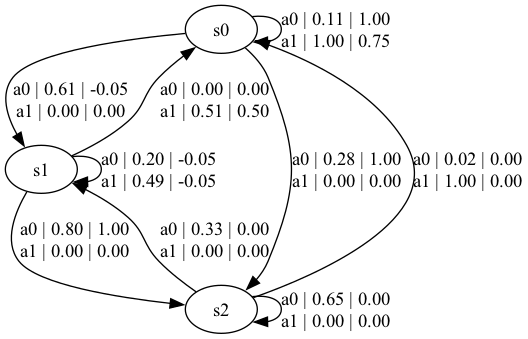 s0
a0 | 0.11 | 1.00
a1 | 1.00 | 0.75
a0 | 0.61 | -0.05
a1 | 0.00 | 0.00
a0 | 0.00 | 0.00
a1 | 0.51 | 0.50
s1
a0 | 0.20 | -0.05
a1 | 0.49 | -0.05
a0 | 0.28 | 1.00
a1 | 0.00 | 0.00
a0 | 0.02 | 0.00
a1 | 1.00 | 0.00
a0 | 0.80 | 1.00
a1 | 0.00 | 0.00
a0 | 0.33 | 0.00
a1 | 0.00 | 0.00
s2
a0 | 0.65 | 0.00
a1 | 0.00 | 0.00